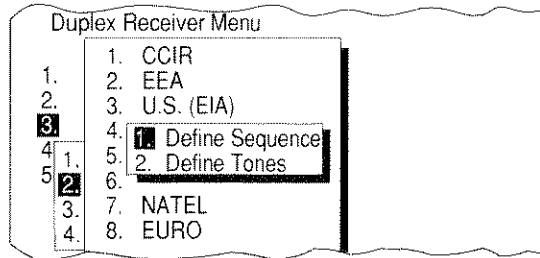 Duplex Receiver Menu
1.
2.
3.
4
5
1.
2.
3.
4.
1. CCIR
2. EEA
3. U.S. (EIA)
4.
5.
6.
7. NATEL
8. EURO
1. Define Sequence
2. Define Tones